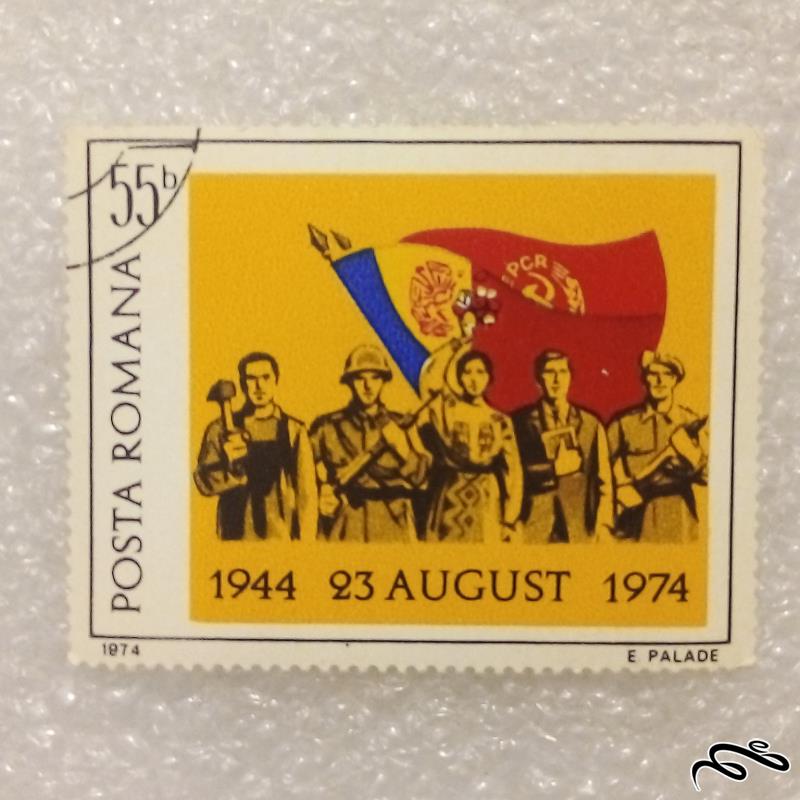 55b
POSTA ROMANA
PCR
1944 23 AUGUST 1974
1974
E PALADE